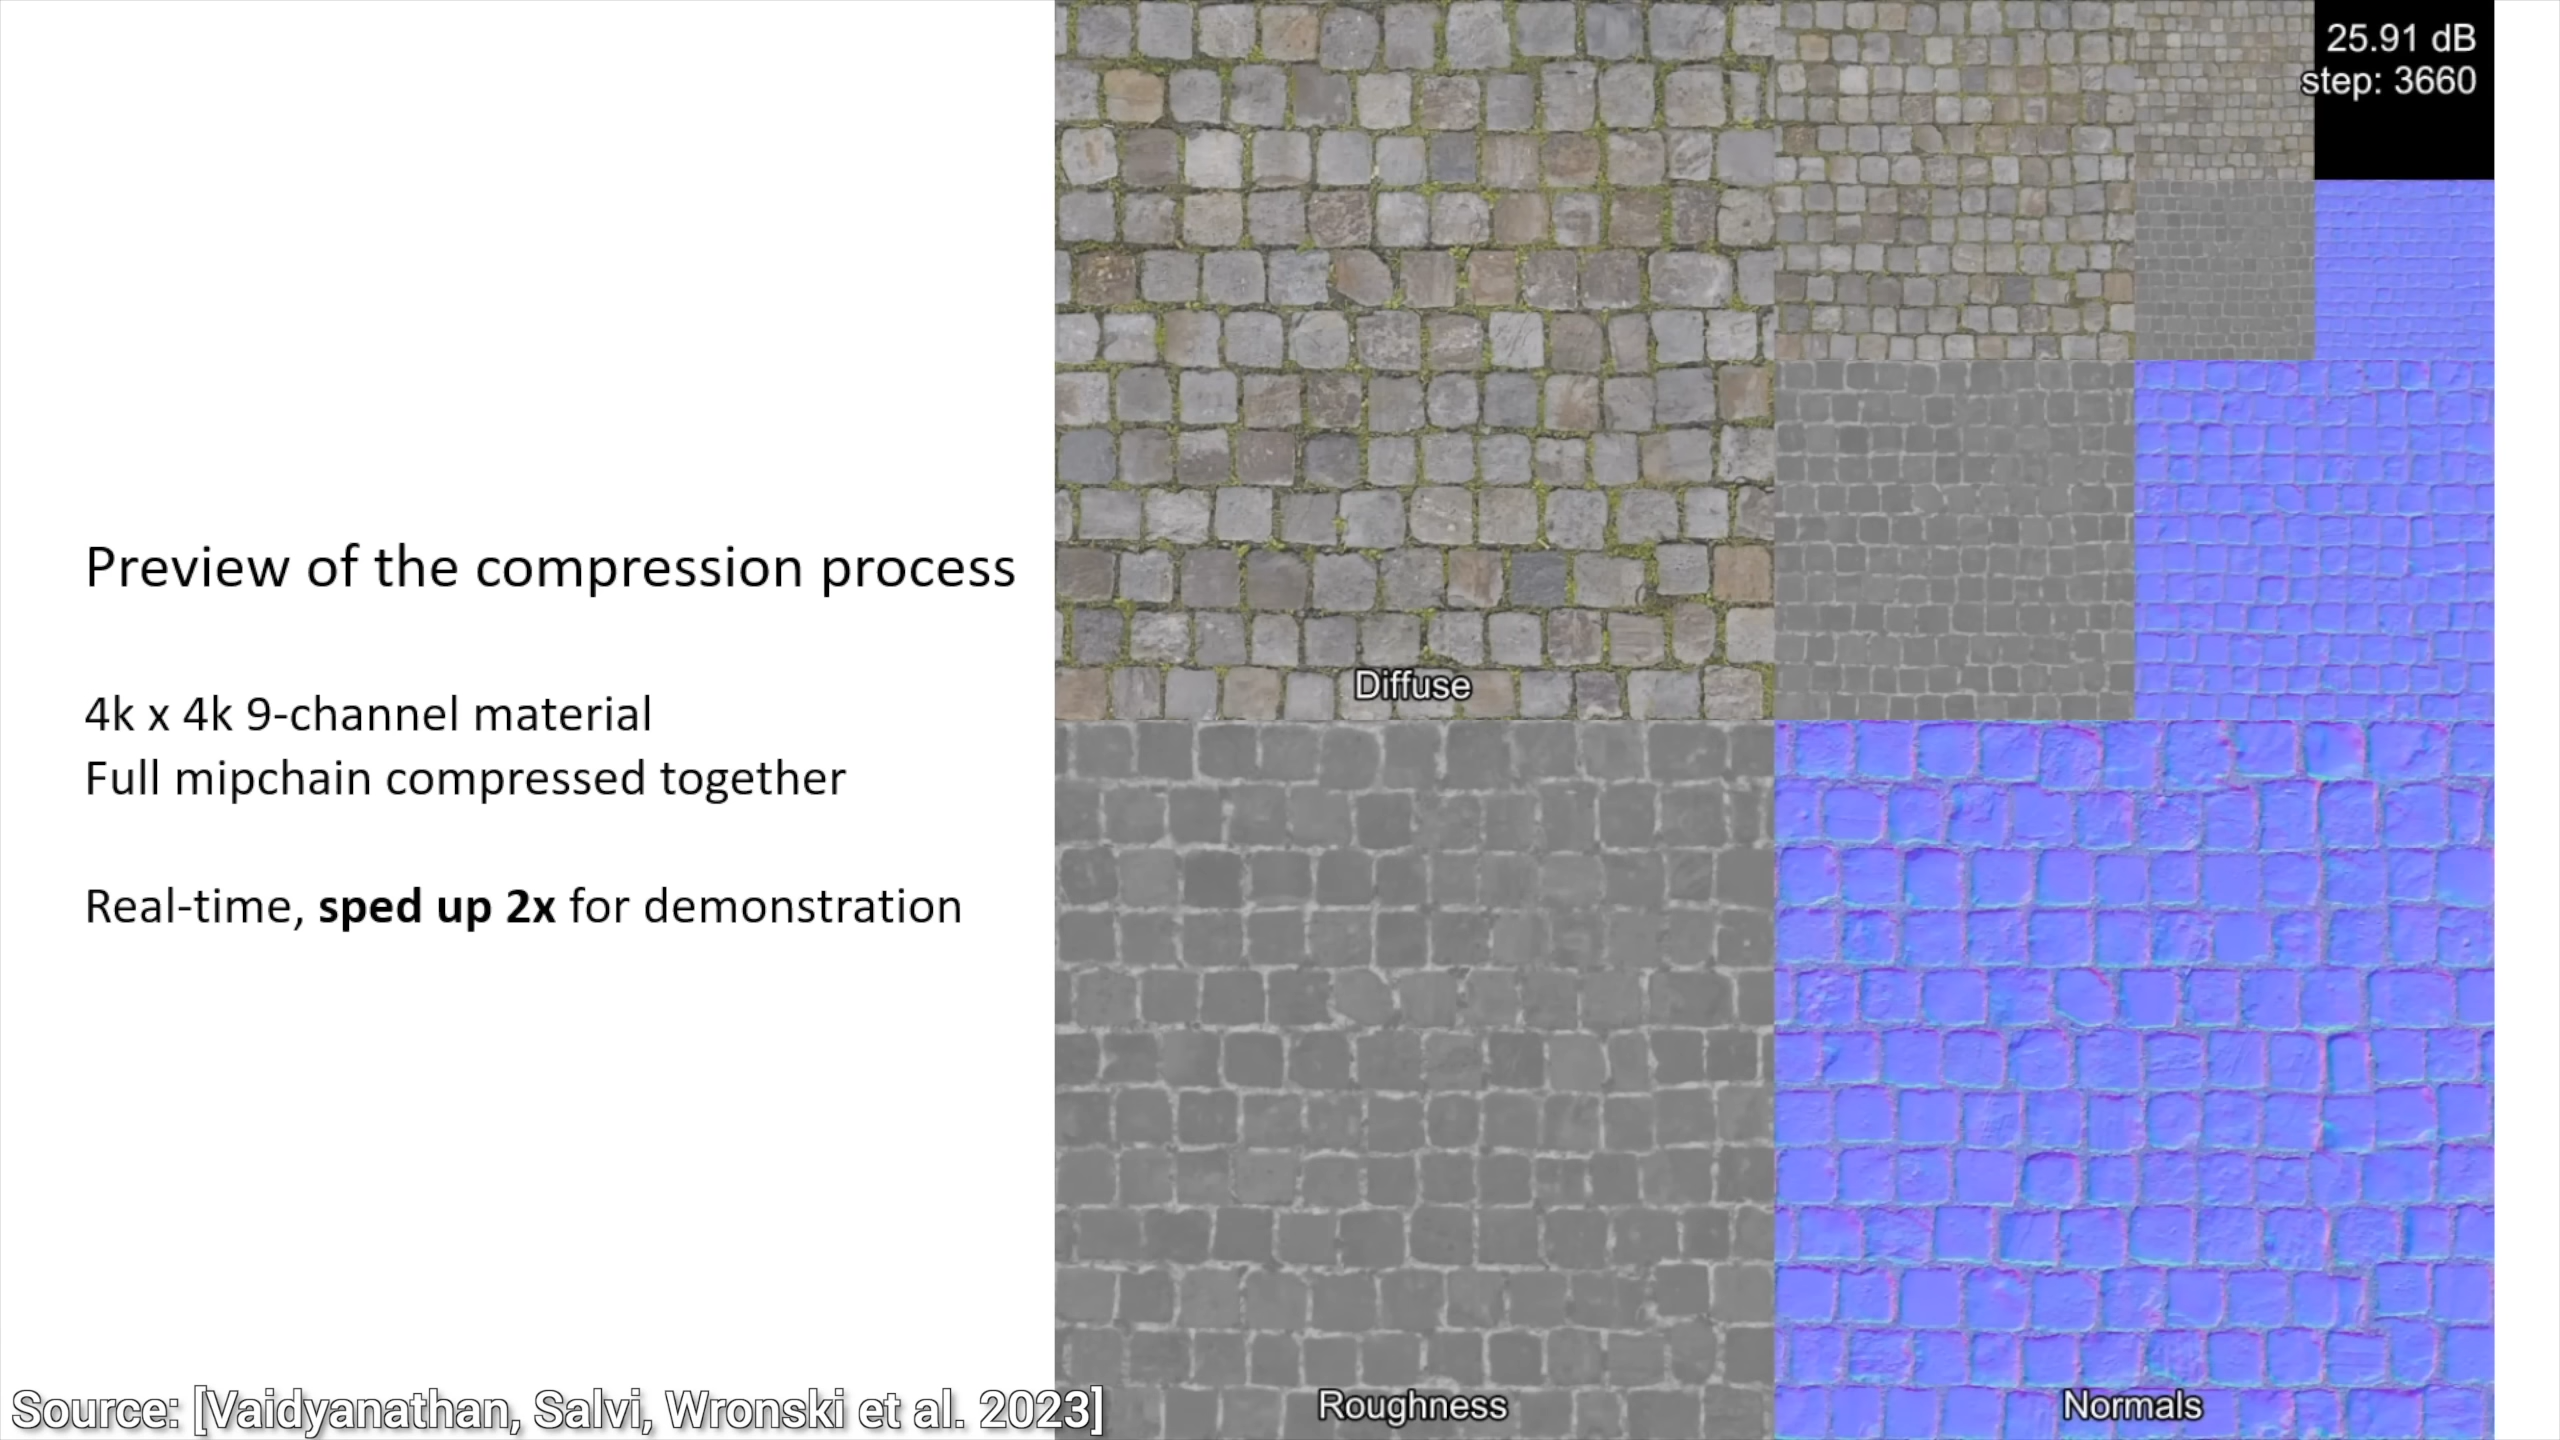 Preview of the compression process
4k x 4k 9-channel material
Full mipchain compressed together
Real-time, sped up 2x for demonstration
25.91 dB
step: 3660
Diffuse
Roughness
Normals
Source: [Vaidyanathan, Salvi, Wronski et al. 2023]